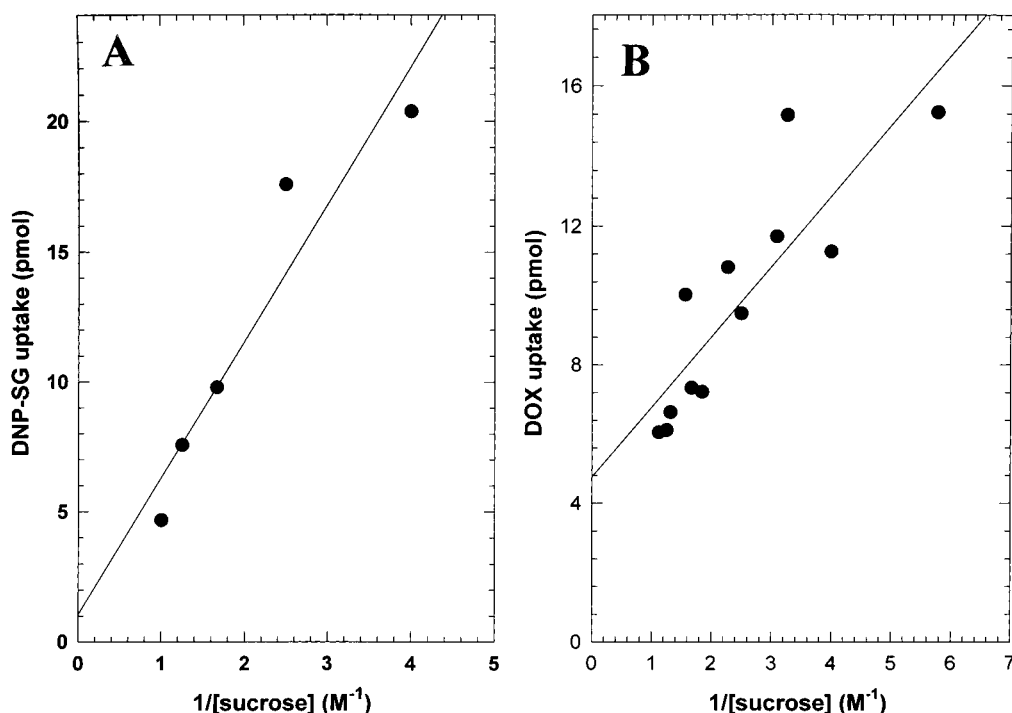 A
DNP-SG uptake (pmol)
20
15
10
5
0
0 1 2 3 4 5
1/[sucrose] (M⁻¹)
B
DOX uptake (pmol)
16
12
8
4
0
0 1 2 3 4 5 6 7
1/[sucrose] (M⁻¹)